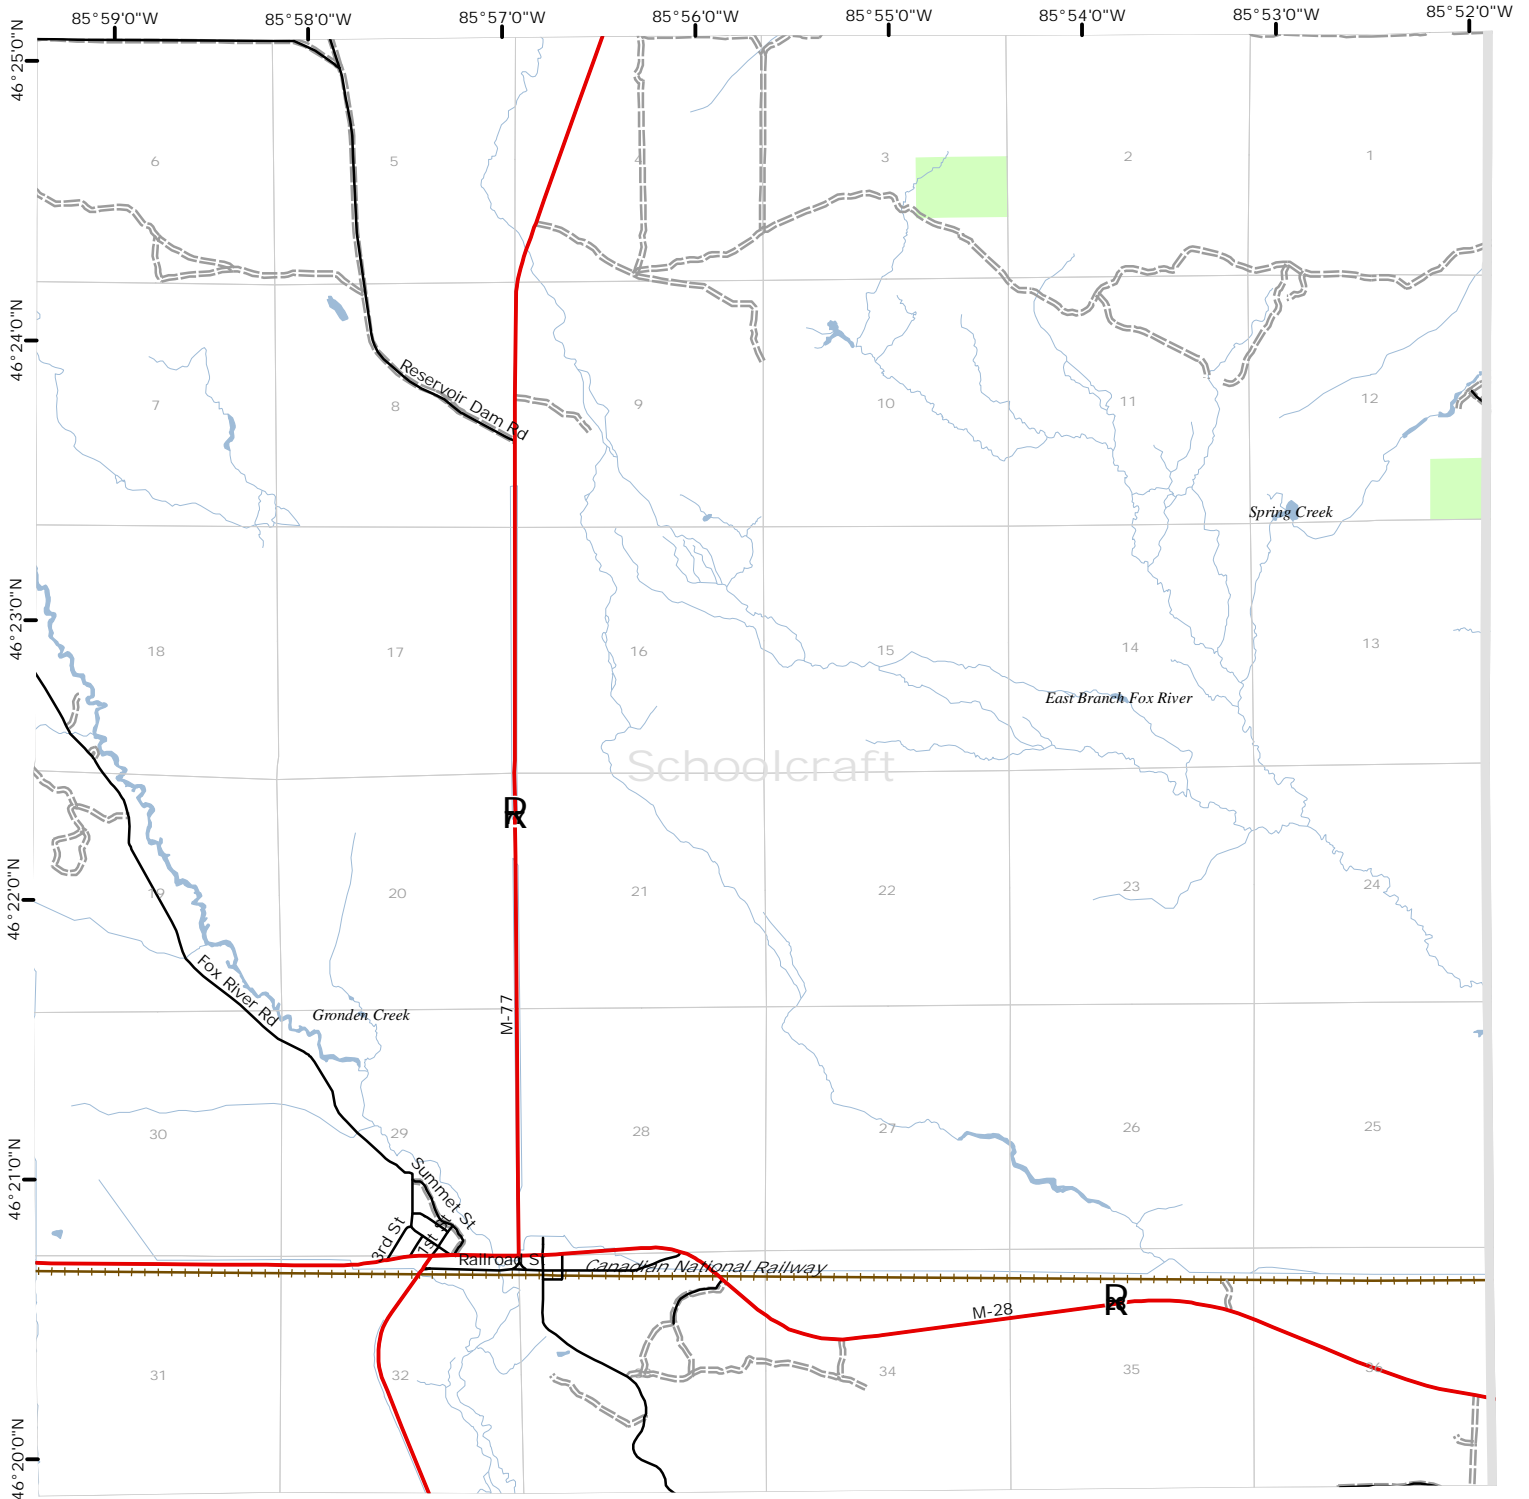 85°59'0"W 85°58'0"W 85°57'0"W 85°56'0"W 85°55'0"W 85°54'0"W 85°53'0"W 85°52'0"W
46°25'0"N
6 5 4 3 2 1
46°24'0"N
Reservoir Dam Rd
7 8 9 10 11 12
Spring Creek
46°23'0"N
18 17 16 15 14 13
East Branch Fox River
Schoolcraft
R
R
46°22'0"N
19 20 21 22 23 24
Fox River Rd
Gronden Creek
M-77
30 29 28 27 26 25
46°21'0"N
Summet St
3rd St
1st St
Railroad St
Canadian National Railway
R
28
M-28
31 32 34 35 36
46°20'0"N